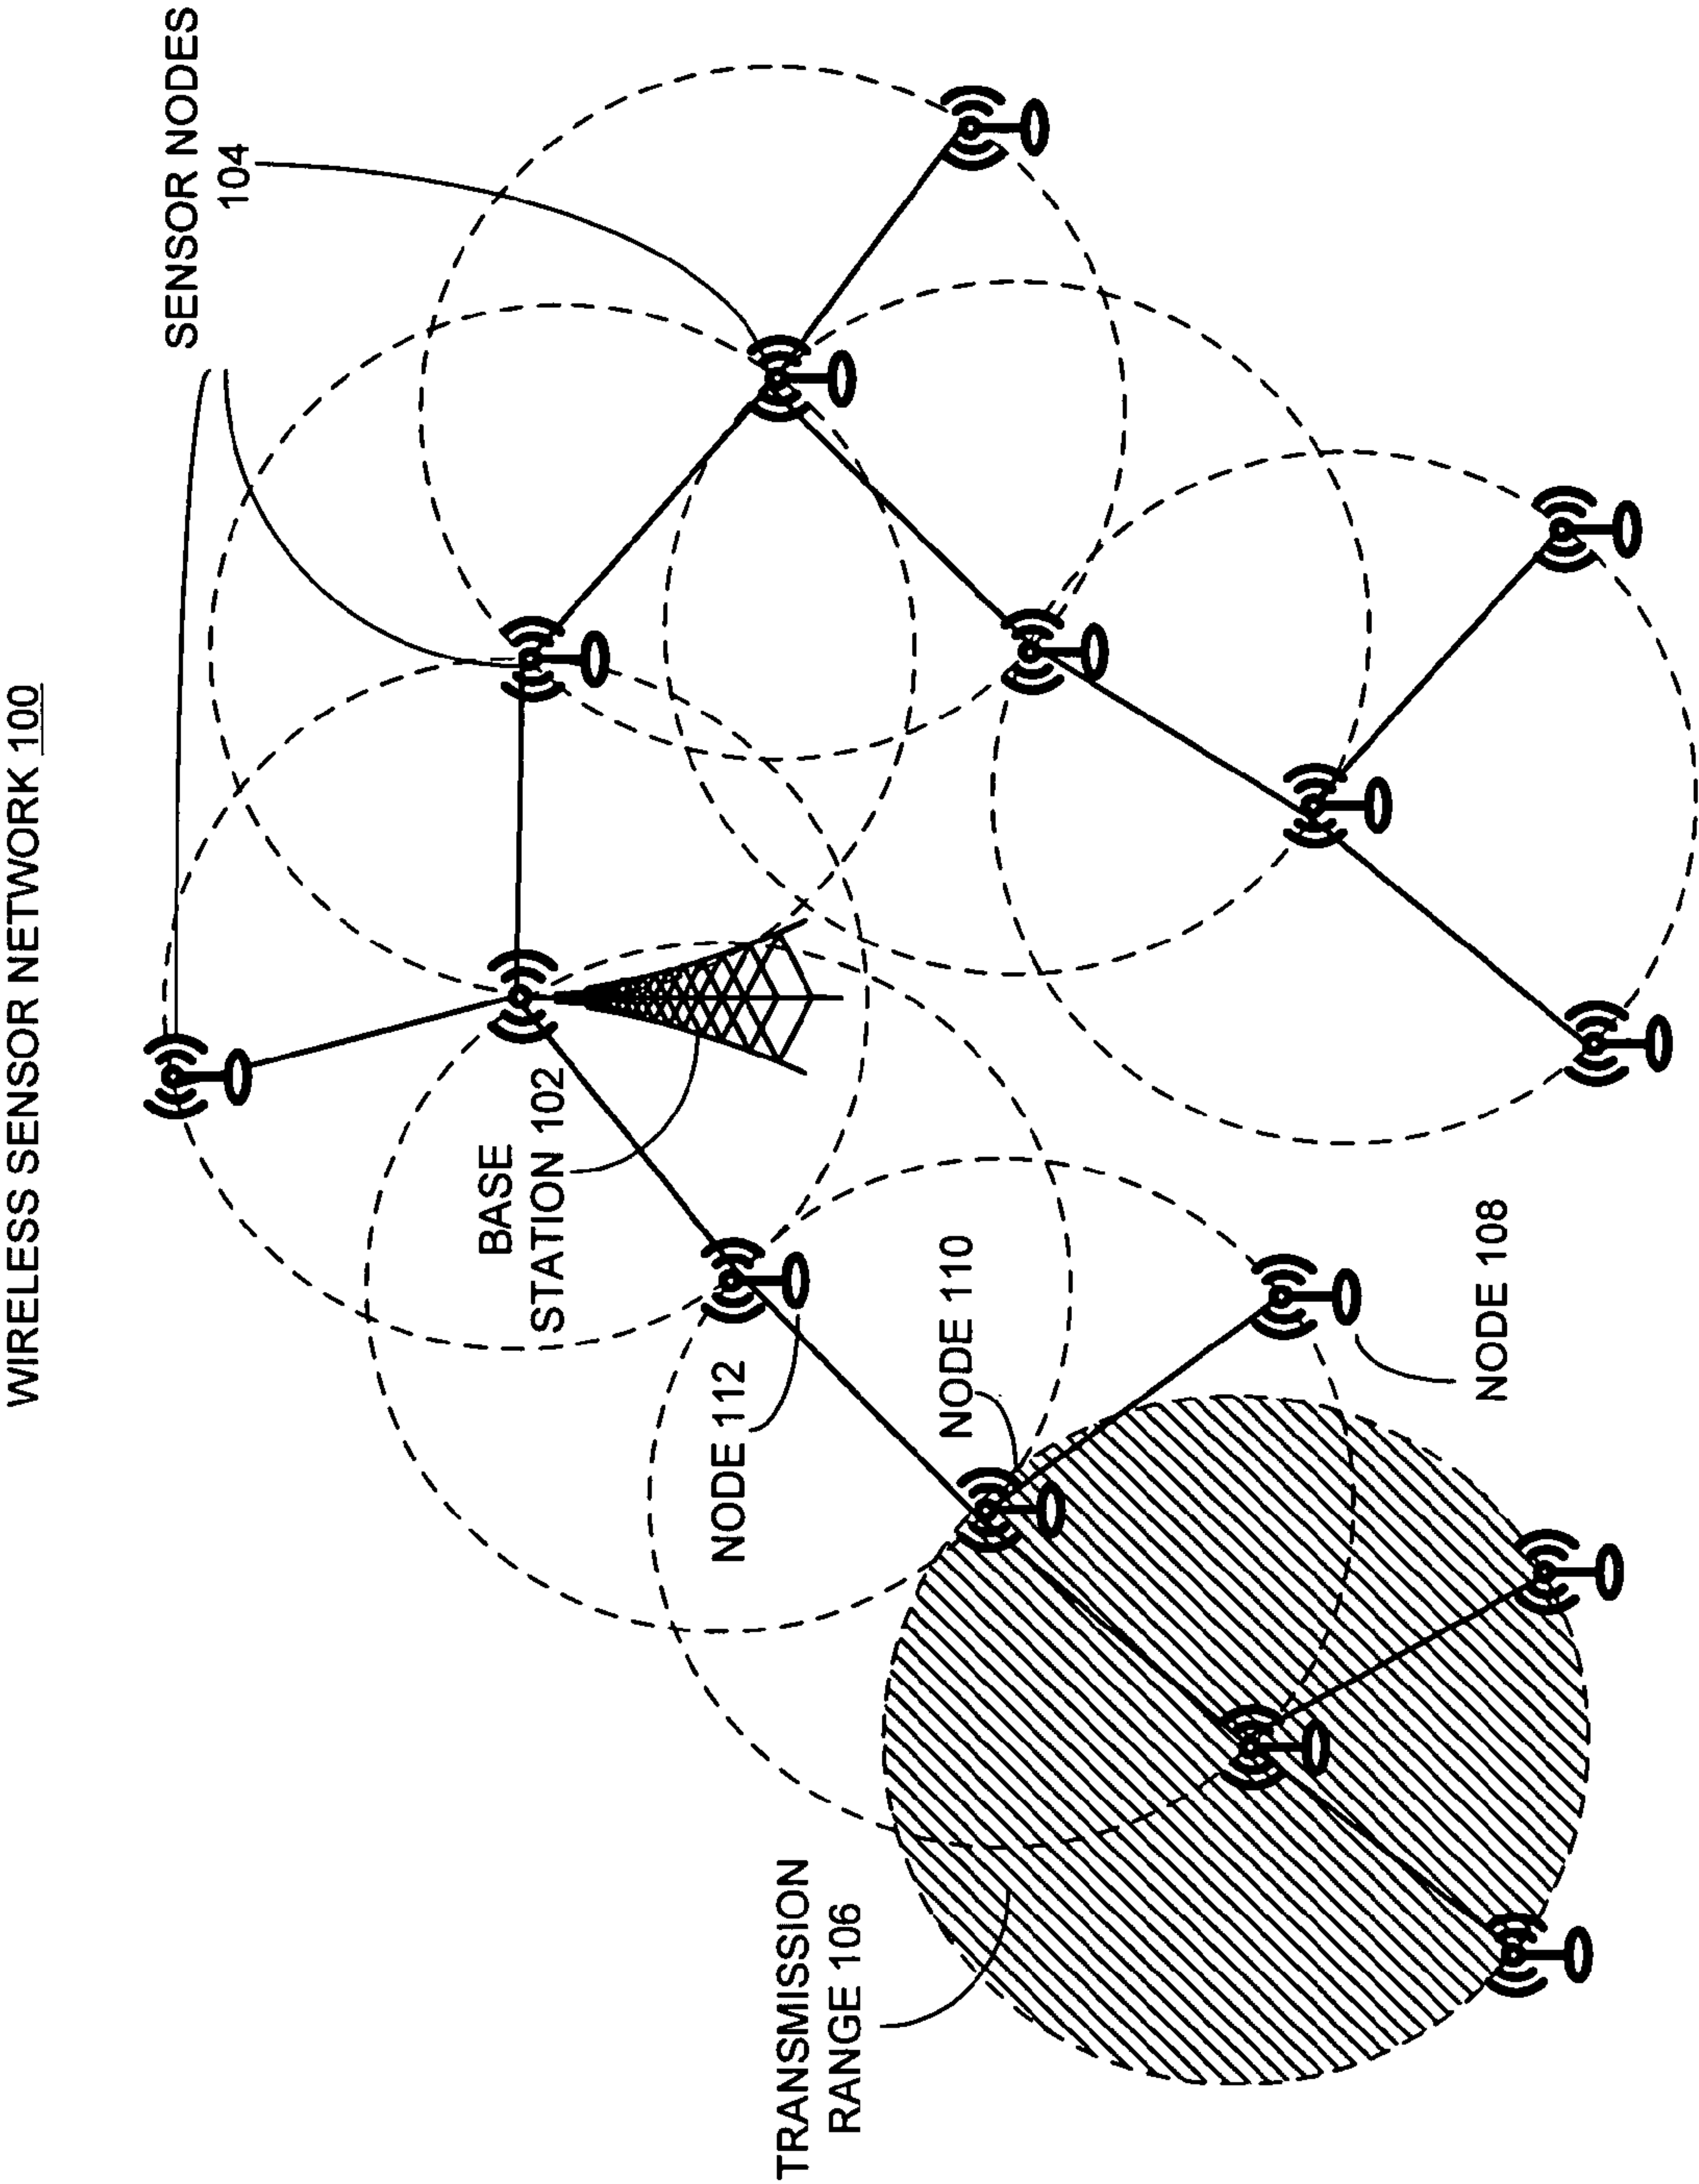 WIRELESS SENSOR NETWORK 100
SENSOR NODES
104
BASE
STATION 102
NODE 112
NODE 110
NODE 108
TRANSMISSION
RANGE 106